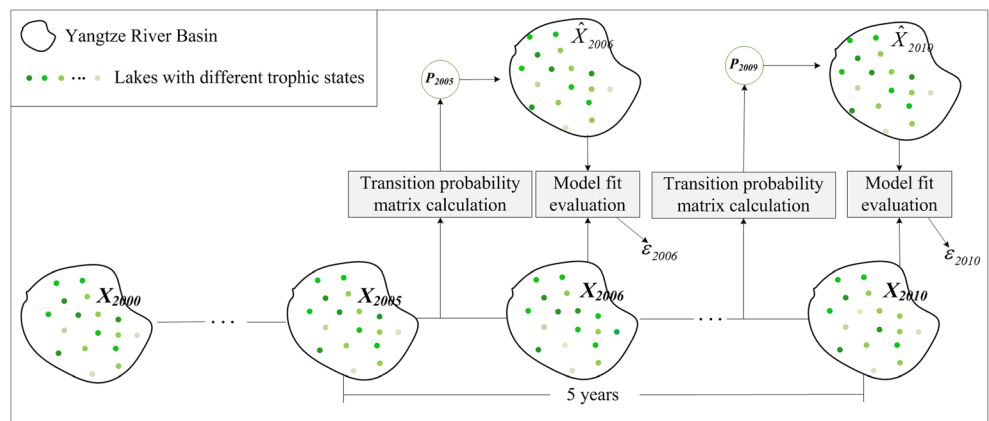 Yangtze River Basin
Lakes with different trophic states
P2005
X̂2006
P2009
X̂2010
Transition probability
matrix calculation
Model fit
evaluation
Transition probability
matrix calculation
Model fit
evaluation
ε2006
ε2010
X2000
X2005
X2006
X2010
...
...
5 years